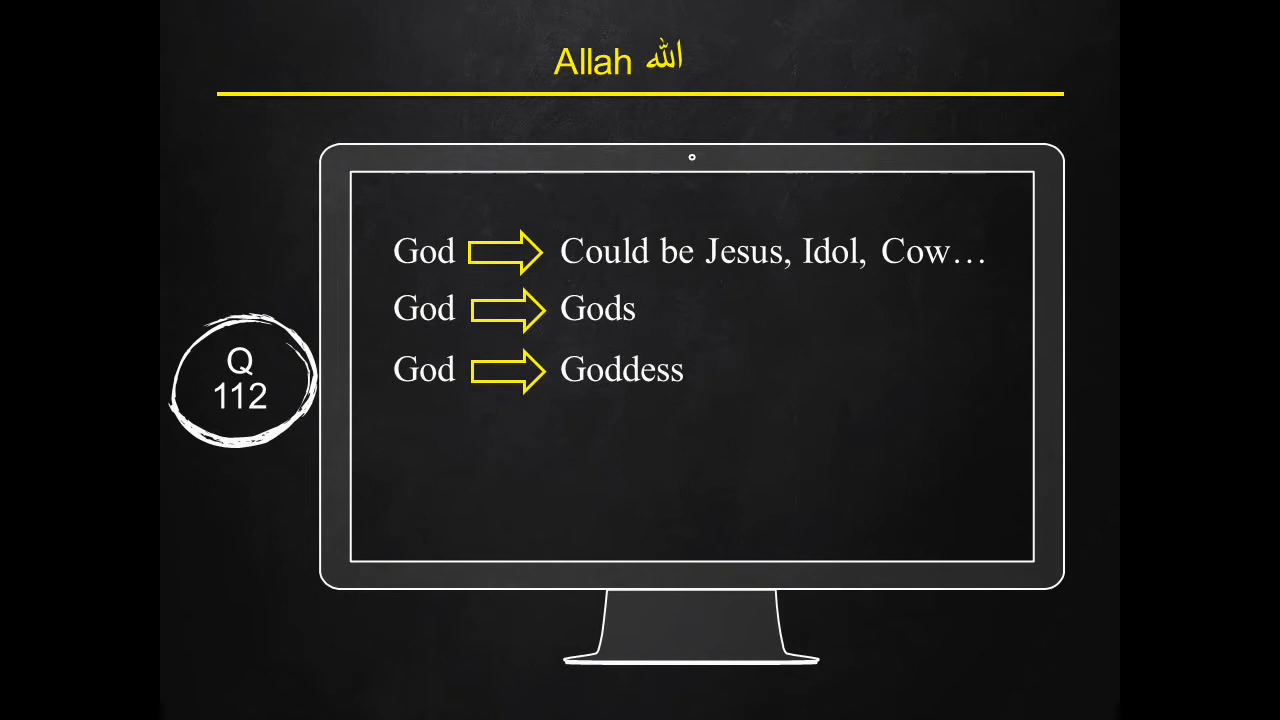 Allah الله
God Could be Jesus, Idol, Cow…
God Gods
God Goddess
Q
112